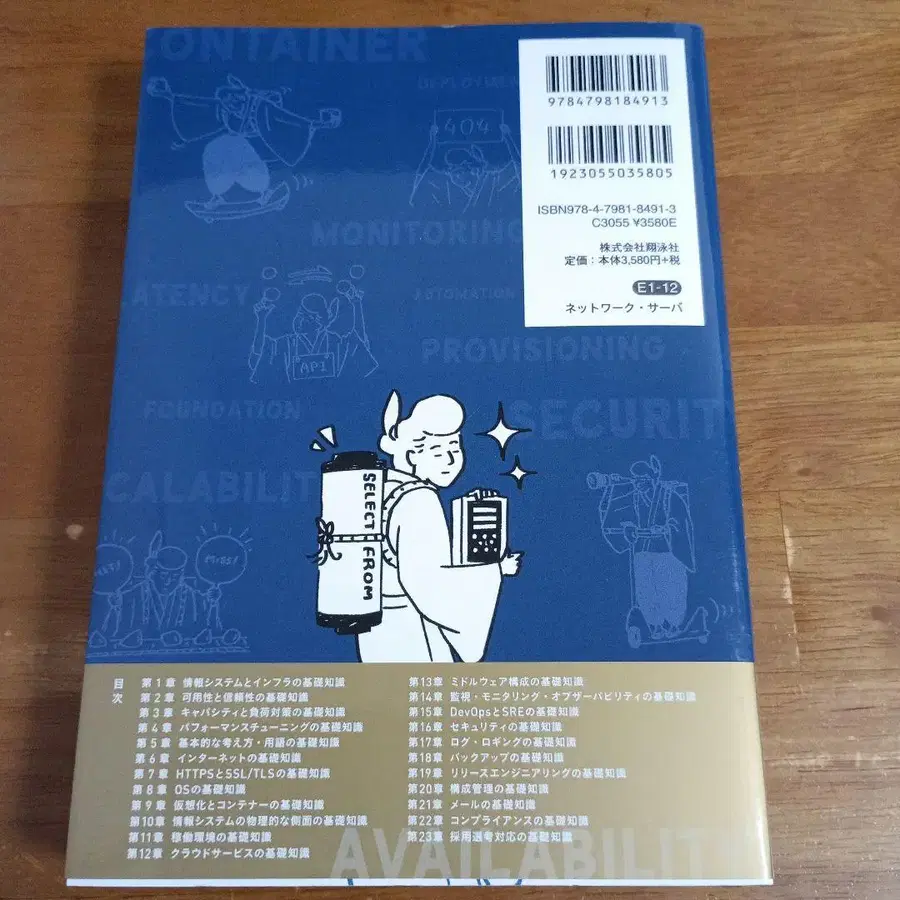 ONTAINER
DEPLOYMEN
404
9784798184913
1923055035805
ISBN978-4-7981-8491-3
C3055 ¥3580E
株式会社翔泳社
定価：本体3,580円+税
E1-12
ネットワーク・サーバ
MONITORING
ATENCY
AUTOMATION
API
PROVISIONING
FOUNDATION
SECURIT
CALABILIT
SELECT FROM
目次
第1章 情報システムとインフラの基礎知識
第2章 可用性と信頼性の基礎知識
第3章 キャパシティと負荷対策の基礎知識
第4章 パフォーマンスチューニングの基礎知識
第5章 基本的な考え方・用語の基礎知識
第6章 インターネットの基礎知識
第7章 HTTPSとSSL/TLSの基礎知識
第8章 OSの基礎知識
第9章 仮想化とコンテナーの基礎知識
第10章 情報システムの物理的な側面の基礎知識
第11章 稼働環境の基礎知識
第12章 クラウドサービスの基礎知識
第13章 ミドルウェア構成の基礎知識
第14章 監視・モニタリング・オブザーバビリティの基礎知識
第15章 DevOpsとSREの基礎知識
第16章 セキュリティの基礎知識
第17章 ログ・ロギングの基礎知識
第18章 バックアップの基礎知識
第19章 リリースエンジニアリングの基礎知識
第20章 構成管理の基礎知識
第21章 メールの基礎知識
第22章 コンプライアンスの基礎知識
第23章 採用選考対応の基礎知識
AVAILABILIT